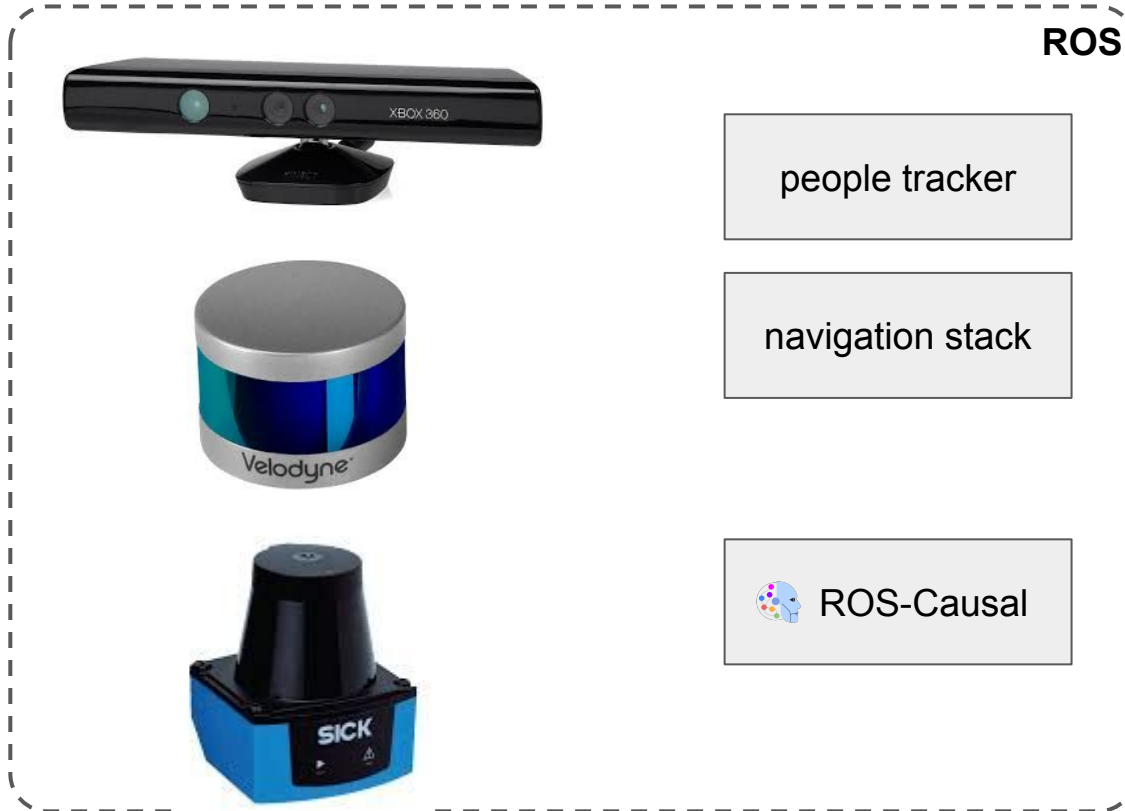 ROS
XBOX 360
people tracker
navigation stack
Velodyne
ROS-Causal
SICK